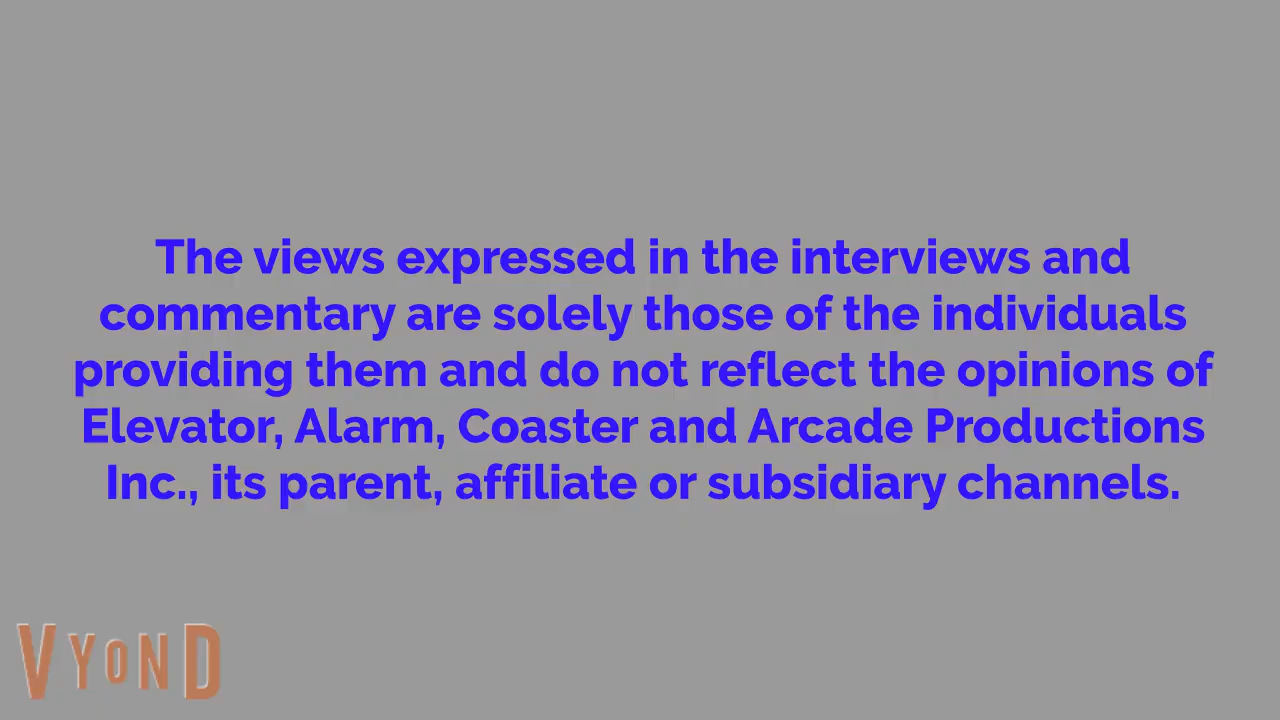 The views expressed in the interviews and
commentary are solely those of the individuals
providing them and do not reflect the opinions of
Elevator, Alarm, Coaster and Arcade Productions
Inc., its parent, affiliate or subsidiary channels.
VYONd